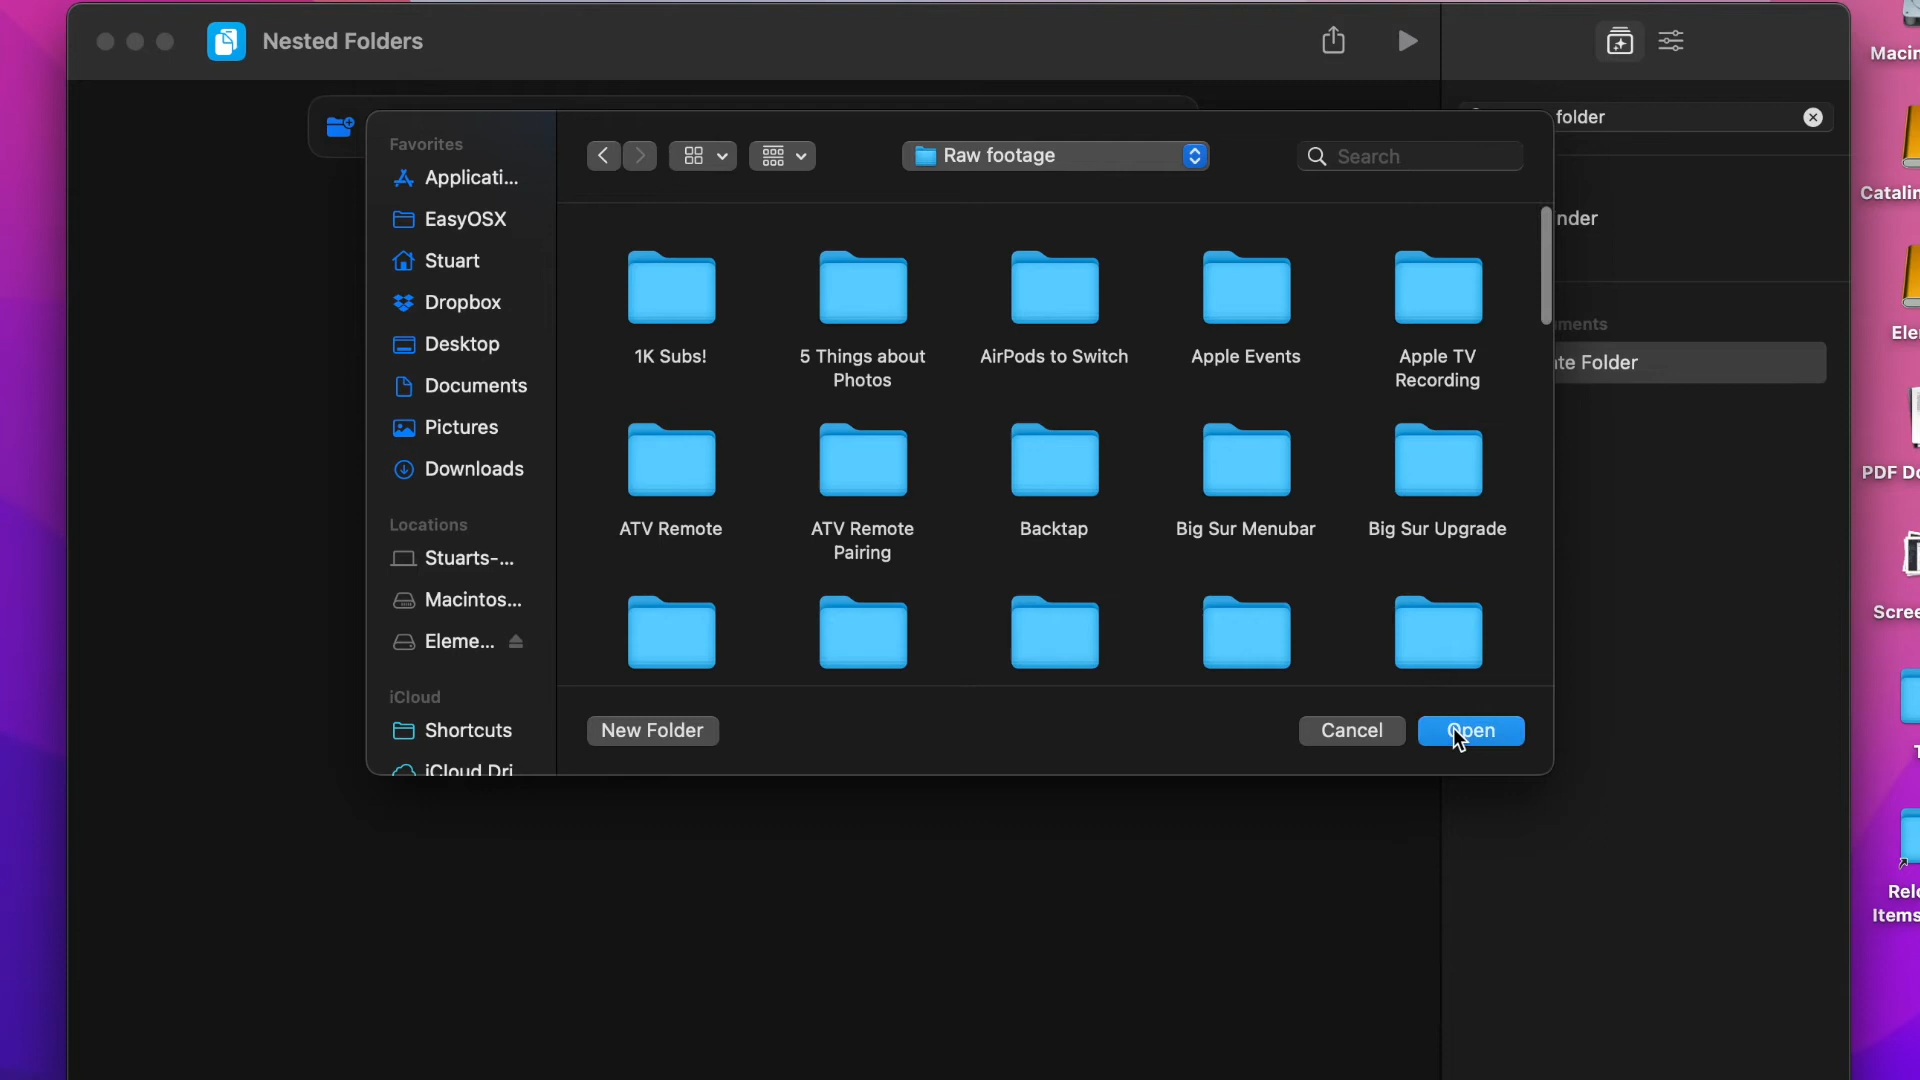 Nested Folders
folder
Favorites
Applicati...
EasyOSX
Stuart
Dropbox
Desktop
Documents
Pictures
Downloads
Locations
Stuarts-...
Macintos...
Eleme...
iCloud
Shortcuts
iCloud Dri
Raw footage
Search
1K Subs!
5 Things about
Photos
AirPods to Switch
Apple Events
Apple TV
Recording
ATV Remote
ATV Remote
Pairing
Backtap
Big Sur Menubar
Big Sur Upgrade
New Folder
Cancel
Open
nder
ments
te Folder
Macin
Catalin
Ele
PDF Do
Scree
T
Relo
Items